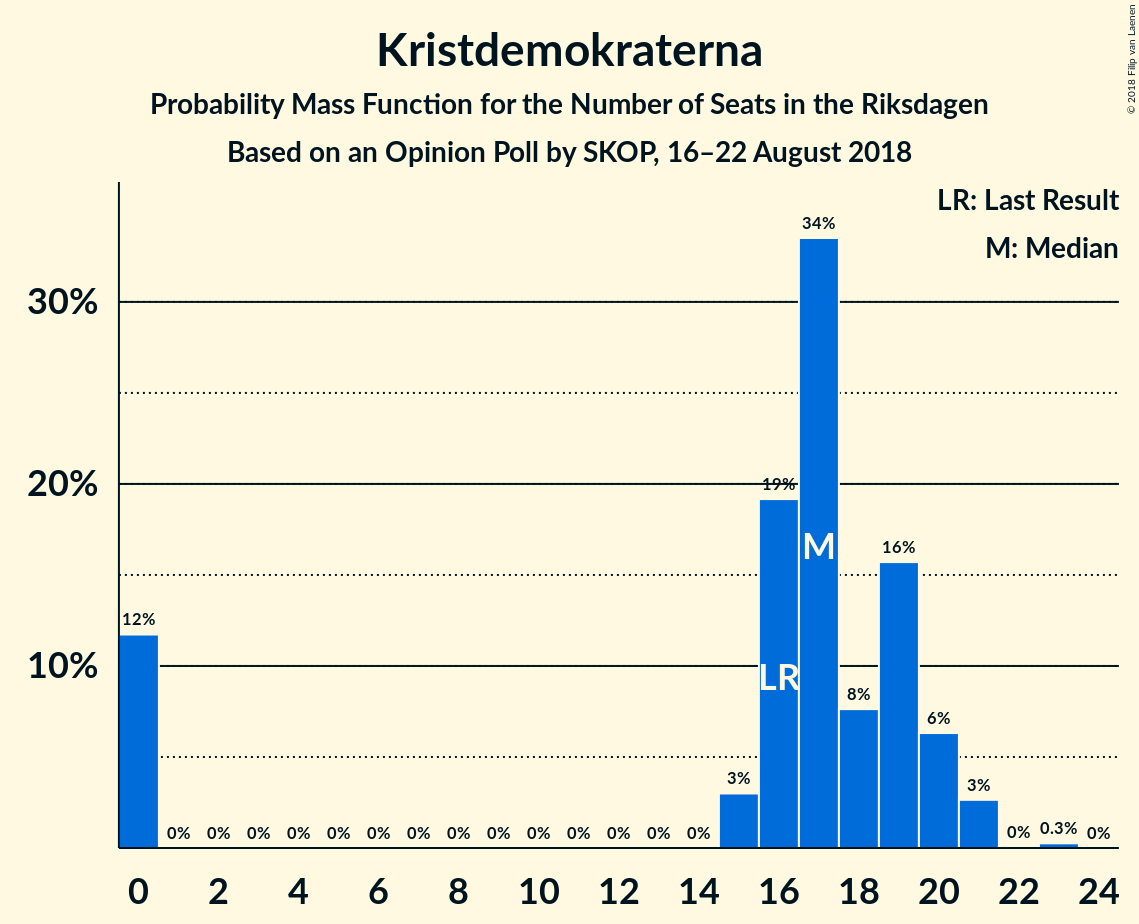 Kristdemokraterna
Probability Mass Function for the Number of Seats in the Riksdagen
Based on an Opinion Poll by SKOP, 16–22 August 2018
© 2018 Filip van Laenen
LR: Last Result
M: Median
34%
30%
20%
19%
M
16%
12%
10%
LR
8%
6%
3%
3%
0% 0% 0% 0% 0% 0% 0% 0% 0% 0% 0% 0% 0% 0% 0% 0.3% 0%
0 2 4 6 8 10 12 14 16 18 20 22 24